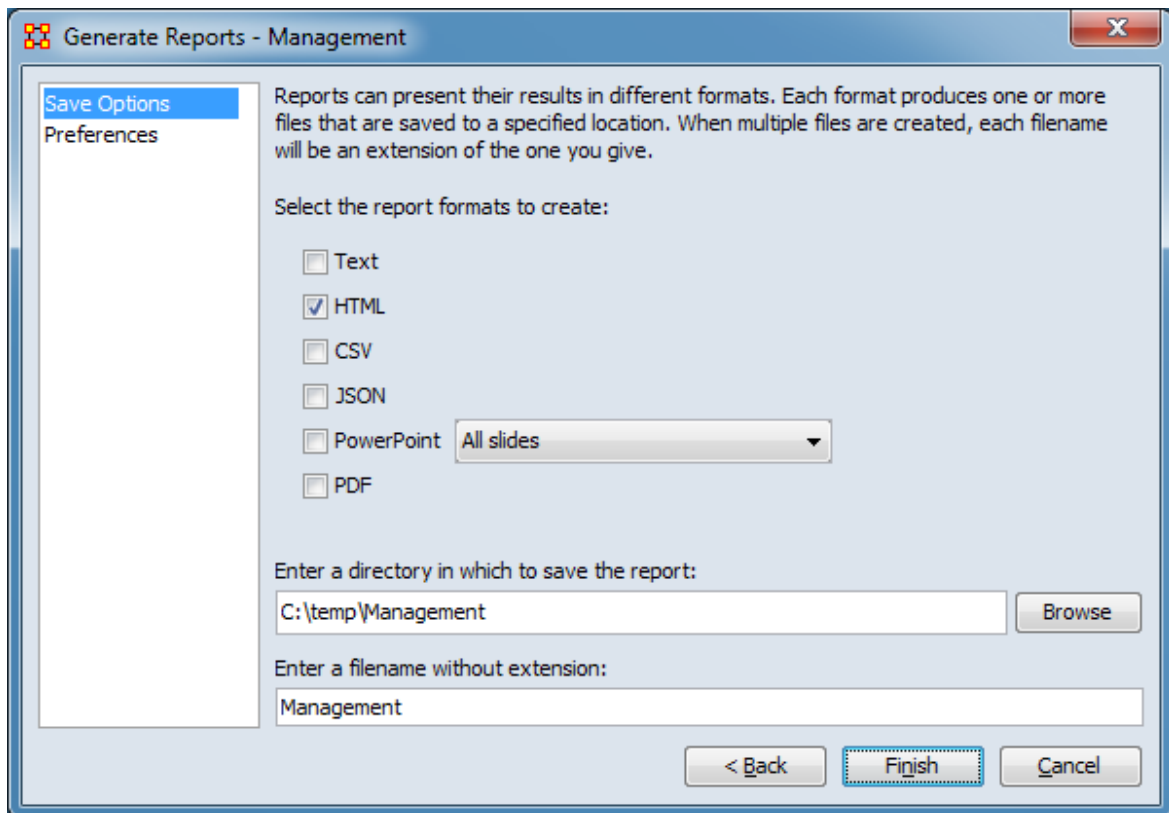 Generate Reports - Management
X
Save Options
Preferences
Reports can present their results in different formats. Each format produces one or more
files that are saved to a specified location. When multiple files are created, each filename
will be an extension of the one you give.
Select the report formats to create:
Text
HTML
CSV
JSON
PowerPoint All slides
PDF
Enter a directory in which to save the report:
C:\temp\Management Browse
Enter a filename without extension:
Management
< Back Finish Cancel